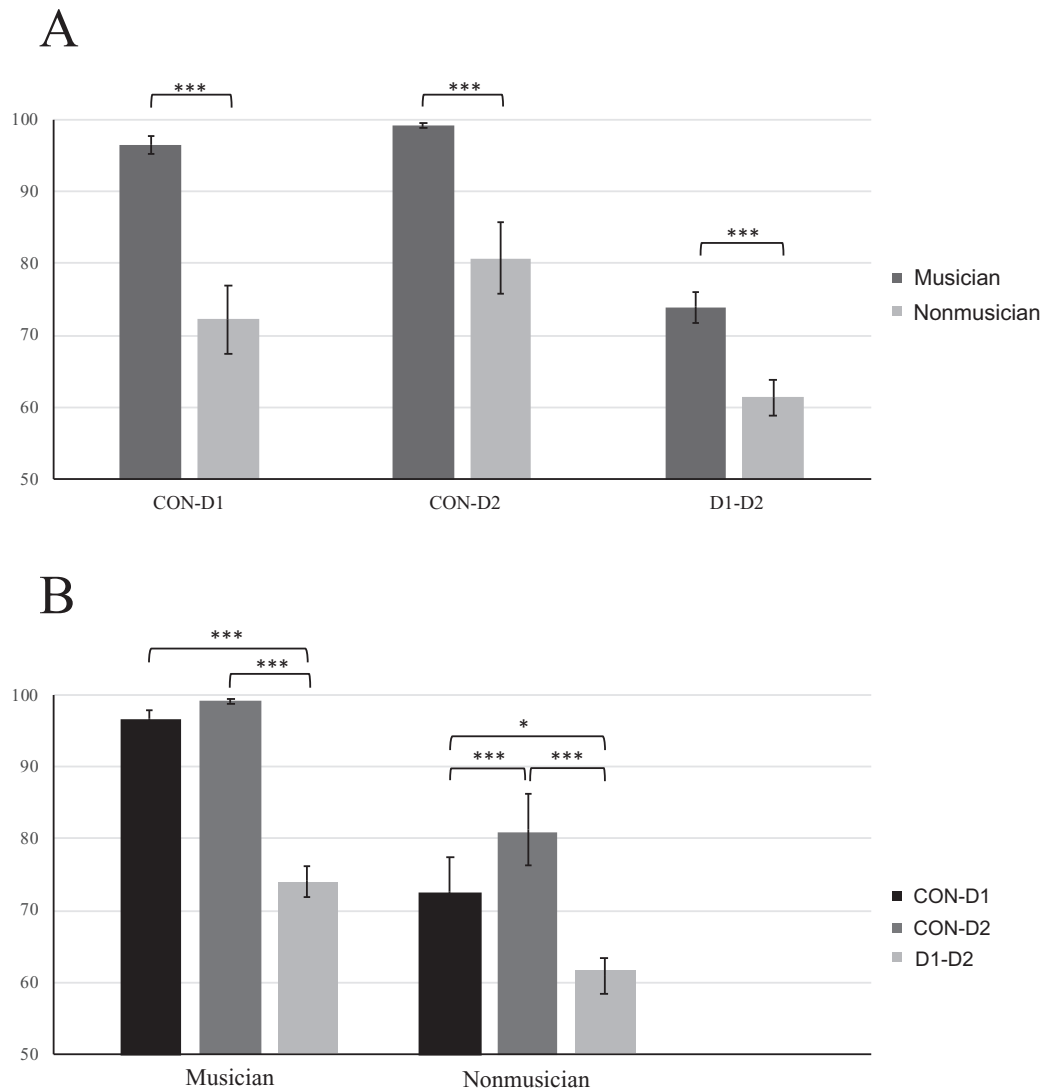 A
*** ***
100
90
80 ***
Musician
70 Nonmusician
60
50
CON-D1 CON-D2 D1-D2
B
***
***
100
*
90 *** ***
80
70 CON-D1
CON-D2
60 D1-D2
50
Musician Nonmusician